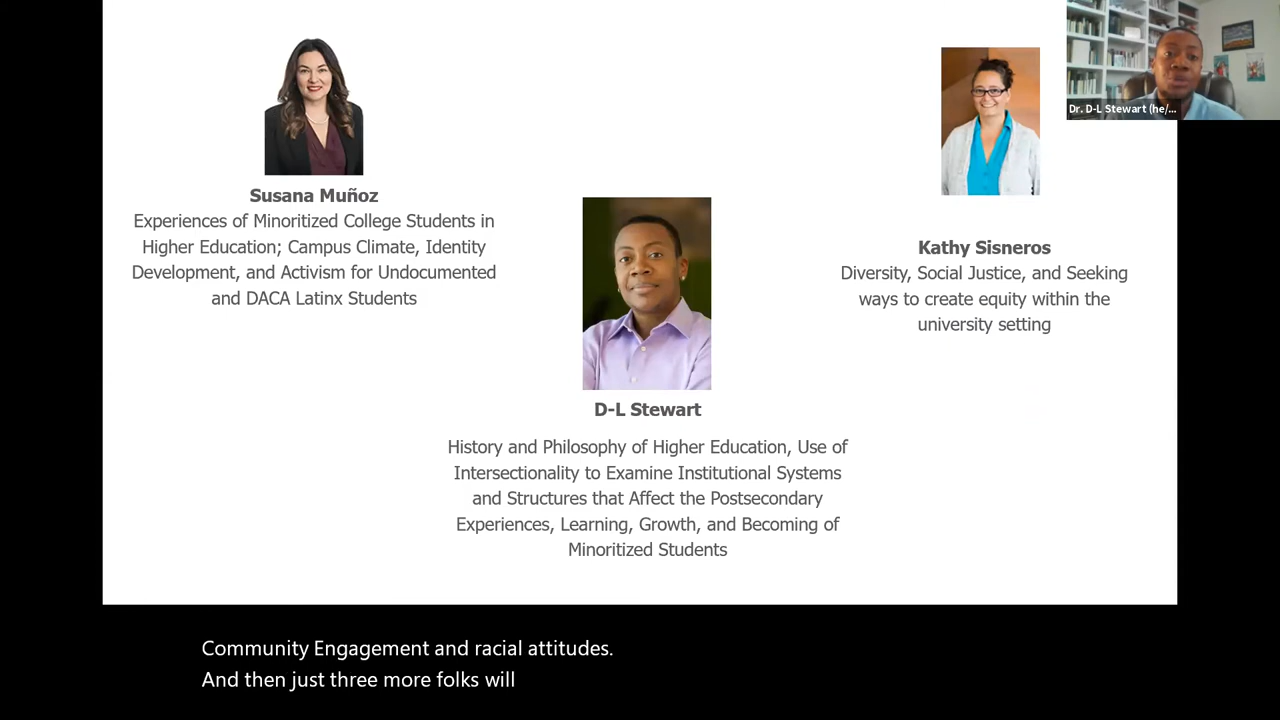 Dr. D-L Stewart (he/...
Susana Muñoz
Experiences of Minoritized College Students in
Higher Education; Campus Climate, Identity
Development, and Activism for Undocumented
and DACA Latinx Students
Kathy Sisneros
Diversity, Social Justice, and Seeking
ways to create equity within the
university setting
D-L Stewart
History and Philosophy of Higher Education, Use of
Intersectionality to Examine Institutional Systems
and Structures that Affect the Postsecondary
Experiences, Learning, Growth, and Becoming of
Minoritized Students
Community Engagement and racial attitudes.
And then just three more folks will